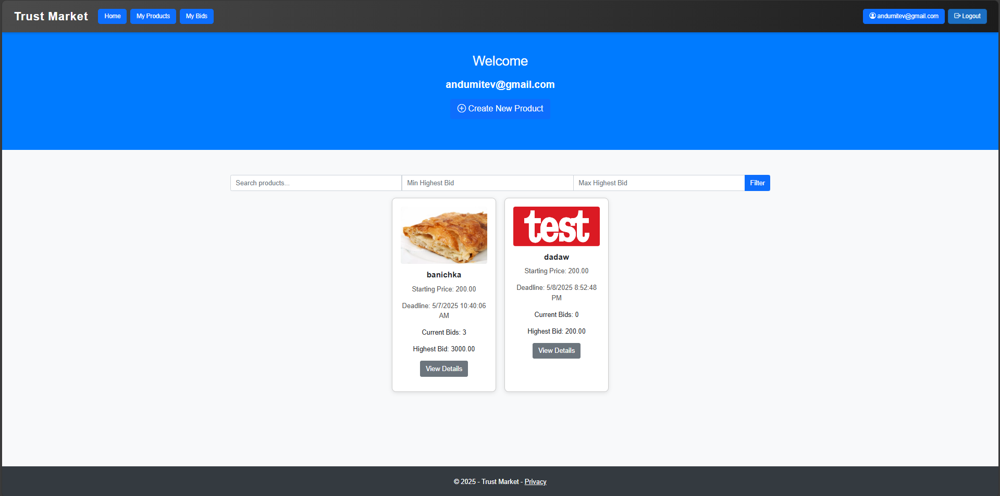 Trust Market
Home
My Products
My Bids
andumitev@gmail.com
Logout
Welcome
andumitev@gmail.com
Create New Product
Search products...
Min Highest Bid
Max Highest Bid
Filter
banichka
Starting Price: 200.00
Deadline: 5/7/2025 10:40:06
AM
Current Bids: 3
Highest Bid: 3000.00
View Details
test
dadaw
Starting Price: 200.00
Deadline: 5/8/2025 8:52:48
PM
Current Bids: 0
Highest Bid: 200.00
View Details
© 2025 - Trust Market - Privacy